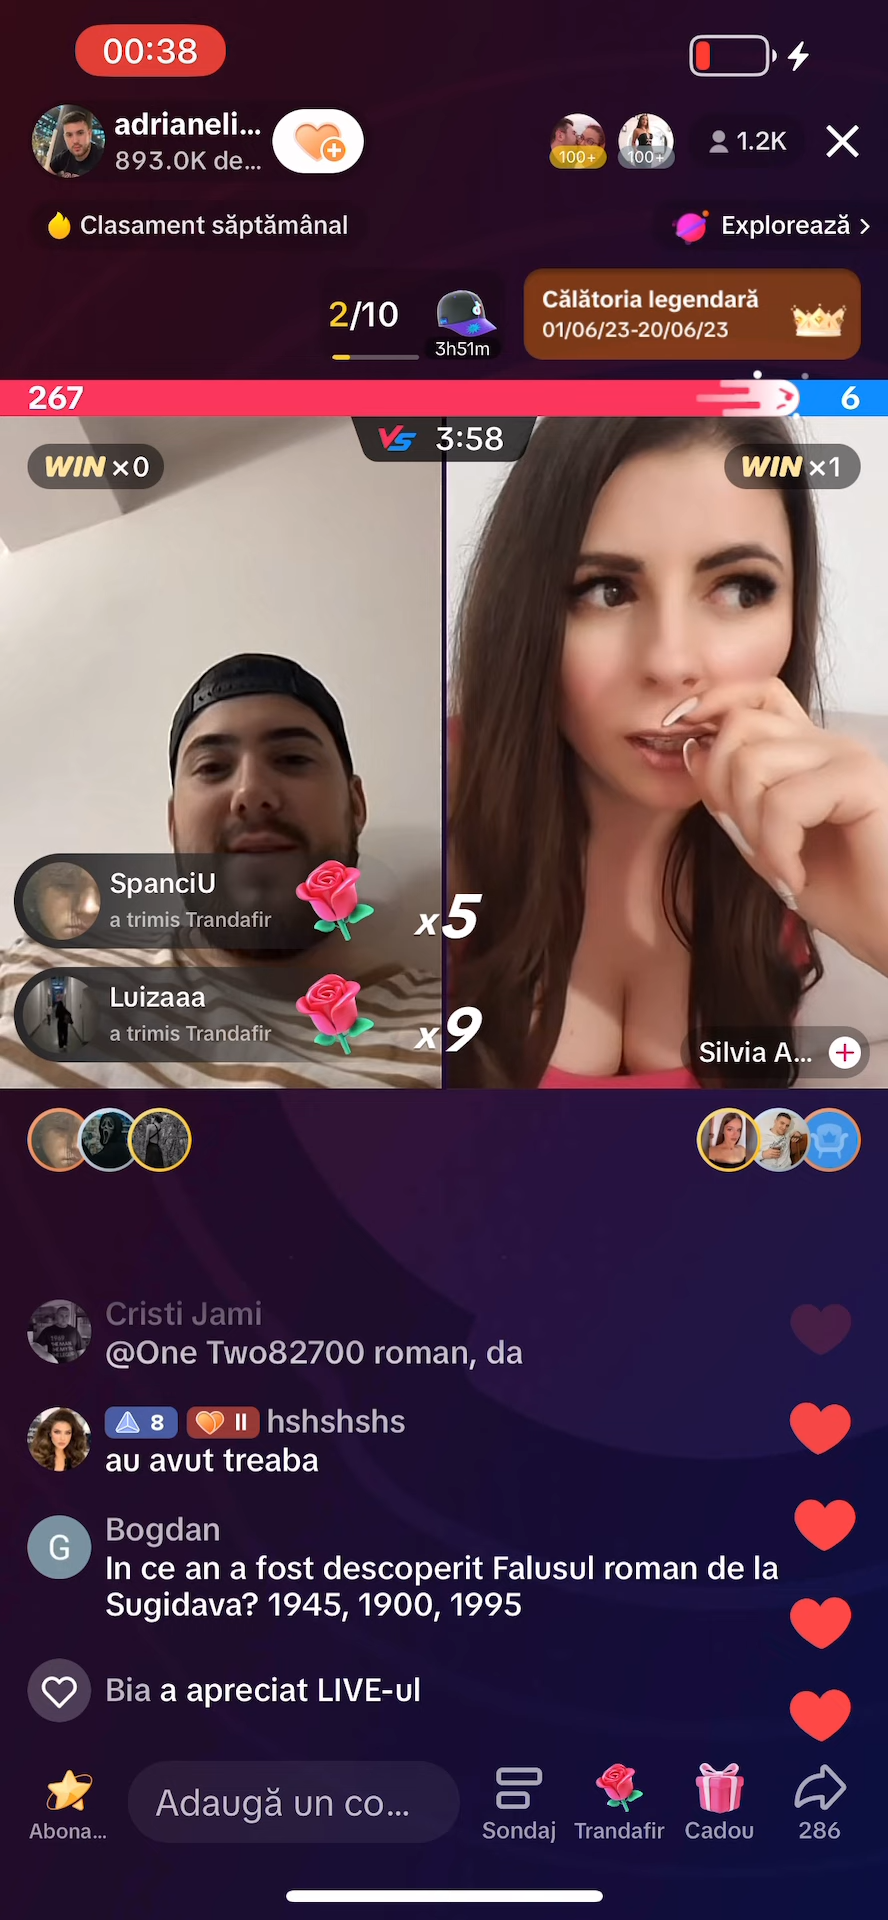 00:38
adrianeli...
893.0K de...
100+
100+
1.2K
Clasament săptămânal
Explorează >
2/10
3h51m
Călătoria legendară
01/06/23-20/06/23
267
6
VS 3:58
WIN ×0
WIN ×1
SpanciU
a trimis Trandafir
x5
Luizaaa
a trimis Trandafir
x9
Silvia A...
Cristi Jami
@One Two82700 roman, da
8 II hshshshs
au avut treaba
G
Bogdan
In ce an a fost descoperit Falusul roman de la
Sugidava? 1945, 1900, 1995
Bia a apreciat LIVE-ul
Abona...
Adaugă un co...
Sondaj
Trandafir
Cadou
286